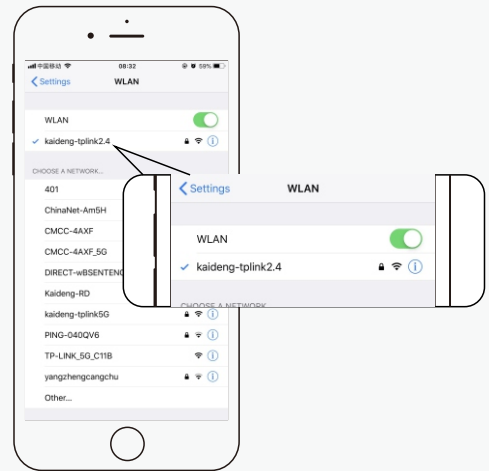 中国移动 08:32 59%
Settings WLAN
WLAN
kaideng-tplink2.4
CHOOSE A NETWORK...
401
ChinaNet-Am5H
CMCC-4AXF
CMCC-4AXF_5G
DIRECT-wBSENTENC
Kaideng-RD
kaideng-tplink5G
PING-040QV6
TP-LINK_5G_C11B
yangzhengcangchu
Other...
Settings WLAN
WLAN
kaideng-tplink2.4
CHOOSE A NETWORK